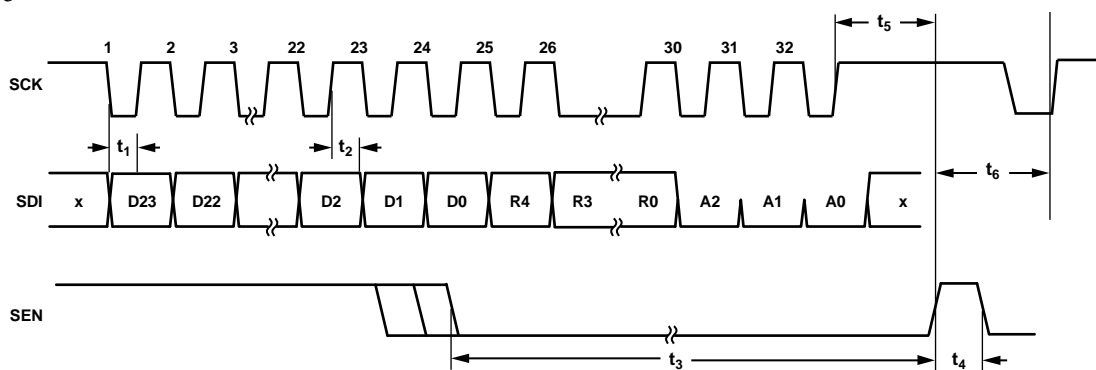 t5
1 2 3 22 23 24 25 26 30 31 32
SCK
t1 t2 t6
SDI x D23 D22 D2 D1 D0 R4 R3 R0 A2 A1 A0 x
SEN
t3 t4